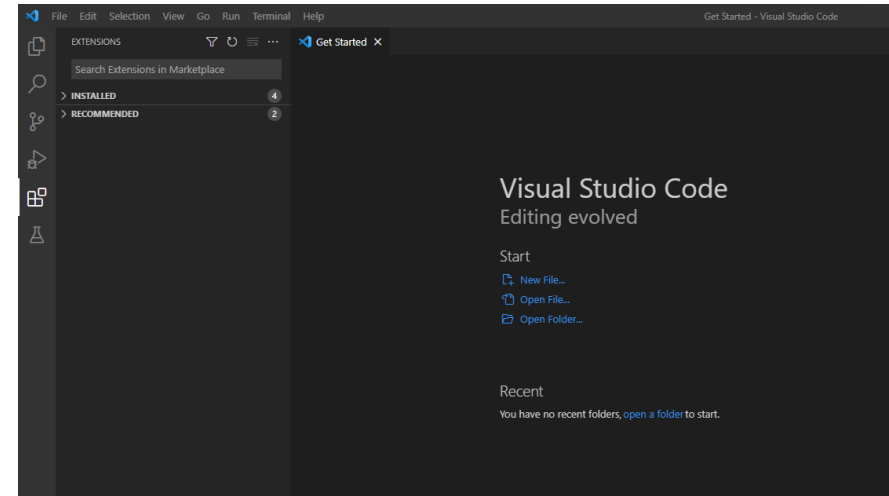 File Edit Selection View Go Run Terminal Help Get Started - Visual Studio Code
EXTENSIONS
Get Started
Search Extensions in Marketplace
INSTALLED 4
RECOMMENDED 2
Visual Studio Code
Editing evolved
Start
New File...
Open File...
Open Folder...
Recent
You have no recent folders, open a folder to start.